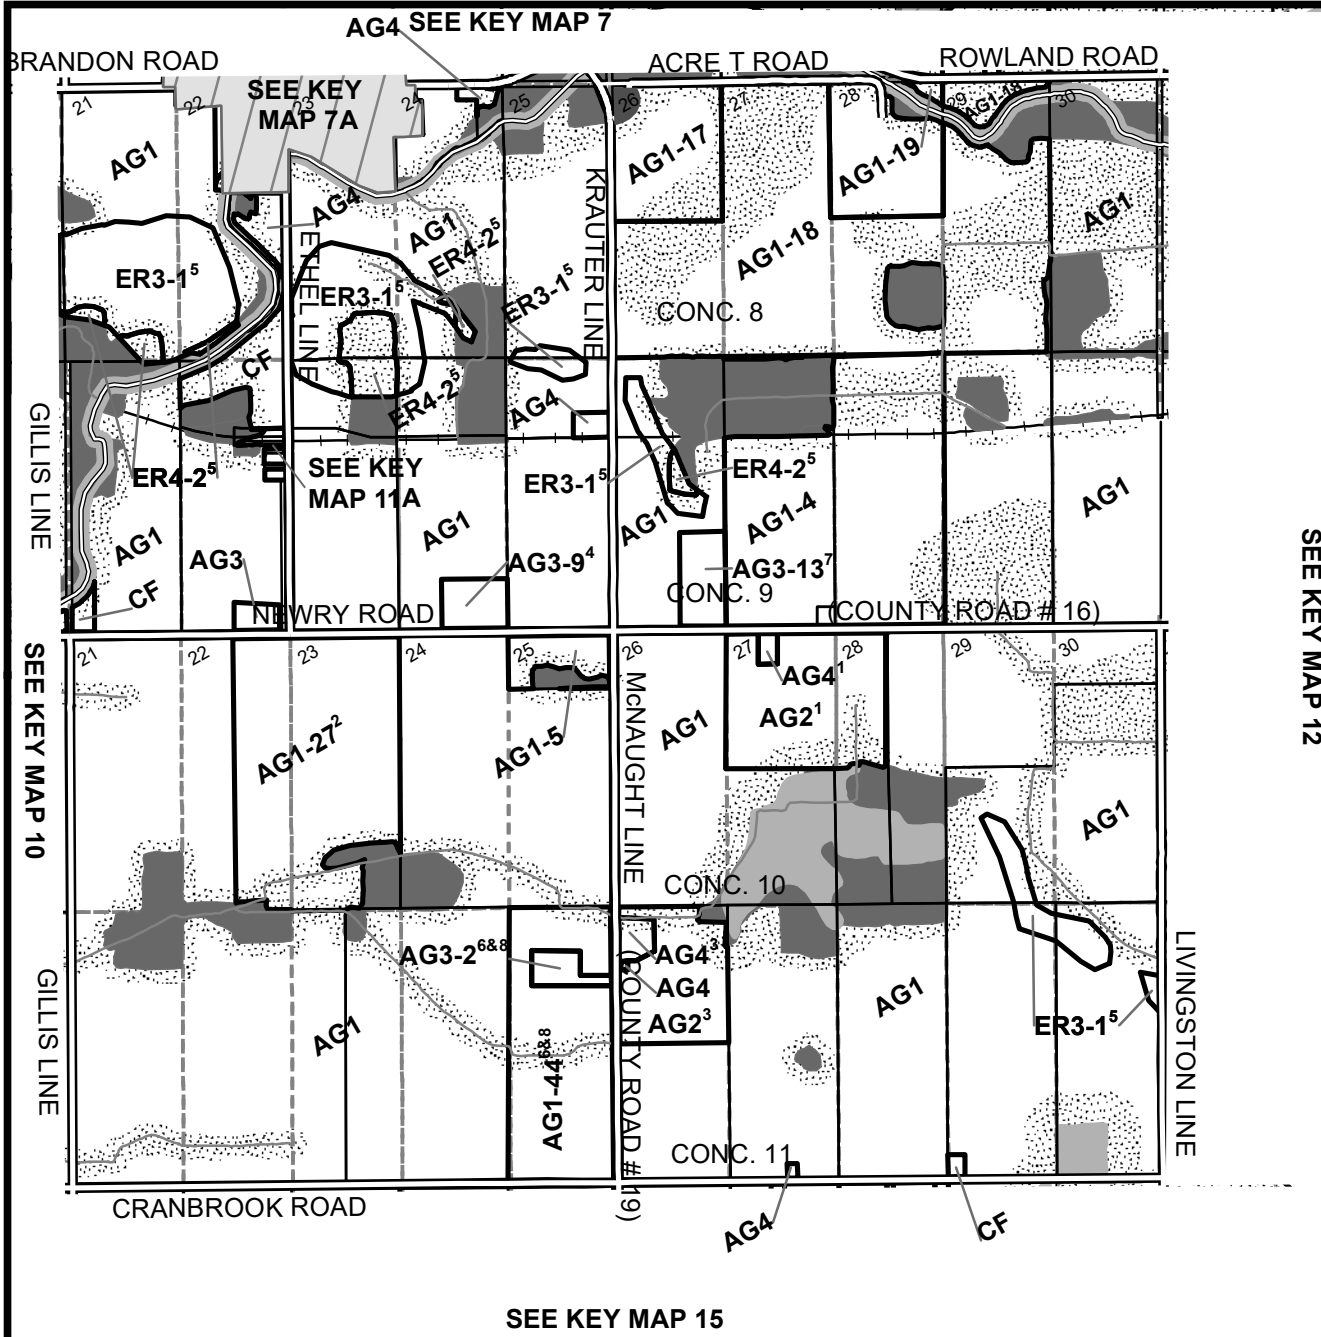 AG4 SEE KEY MAP 7
BRANDON ROAD
ACRE T ROAD
ROWLAND ROAD
21
22
23
24
25
26
27
28
29
30
SEE KEY
MAP 7A
AG1
AG4
AG1
AG1-17
AG1-19
AG1-18
AG1
AG1-18
ER3-1⁵
ER3-1⁵
ER4-2⁵
ER3-1⁵
ETHEL LINE
KRAUTER LINE
CONC. 8
CF
ER4-2⁵
AG4
GILLIS LINE
ER4-2⁵
SEE KEY
MAP 11A
ER3-1⁵
ER4-2⁵
AG1
AG3
AG1
AG3-9⁴
AG1
AG1-4
AG3-13⁷
AG1
CF
CONC. 9
NEWRY ROAD
(COUNTY ROAD # 16)
SEE KEY MAP 10
SEE KEY MAP 12
21
22
23
24
25
26
27
28
29
30
AG1-27²
AG1-5
McNAUGHT LINE
AG1
AG4¹
AG2¹
AG1
CONC. 10
AG3-2⁶&⁸
AG4³
AG4
AG2³
AG1
ER3-1⁵
GILLIS LINE
AG1
AG1-44⁶&⁸
(COUNTY ROAD # 19)
LIVINGSTON LINE
CONC. 11
CRANBROOK ROAD
AG4
CF
SEE KEY MAP 15